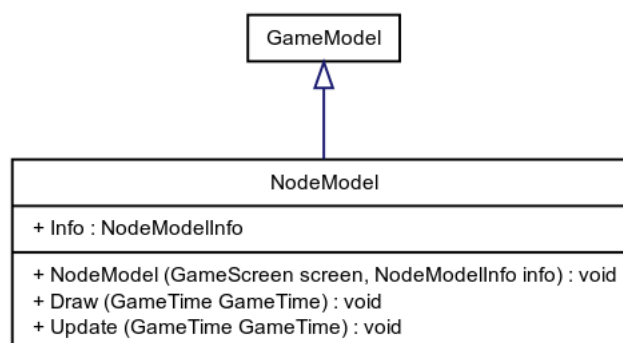 GameModel
NodeModel
+ Info : NodeModelInfo
+ NodeModel (GameScreen screen, NodeModelInfo info) : void
+ Draw (GameTime GameTime) : void
+ Update (GameTime GameTime) : void